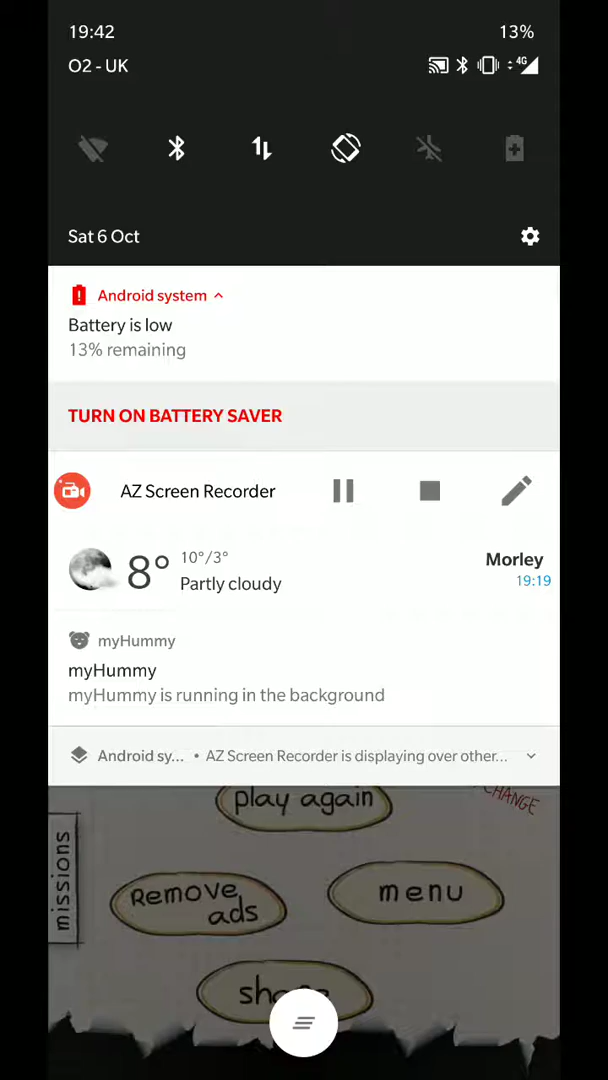 19:42 13%
O2 - UK 4G
Sat 6 Oct
Android system
Battery is low
13% remaining
TURN ON BATTERY SAVER
AZ Screen Recorder
8° 10°/3° Morley
Partly cloudy 19:19
myHummy
myHummy
myHummy is running in the background
Android sy... • AZ Screen Recorder is displaying over other...
play again
CHANGE
missions
Remove ads
menu